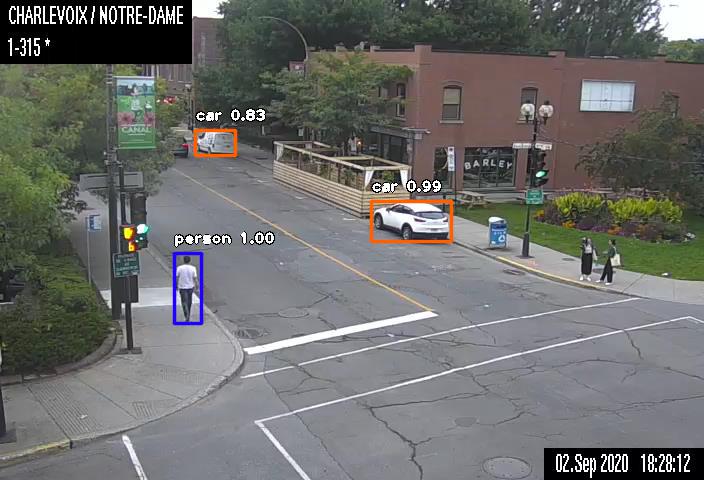 CHARLEVOIX / NOTRE-DAME
1-315 *
car 0.83
CANAL
car 0.99
BARLEY
person 1.00
02.Sep 2020 18:28:12